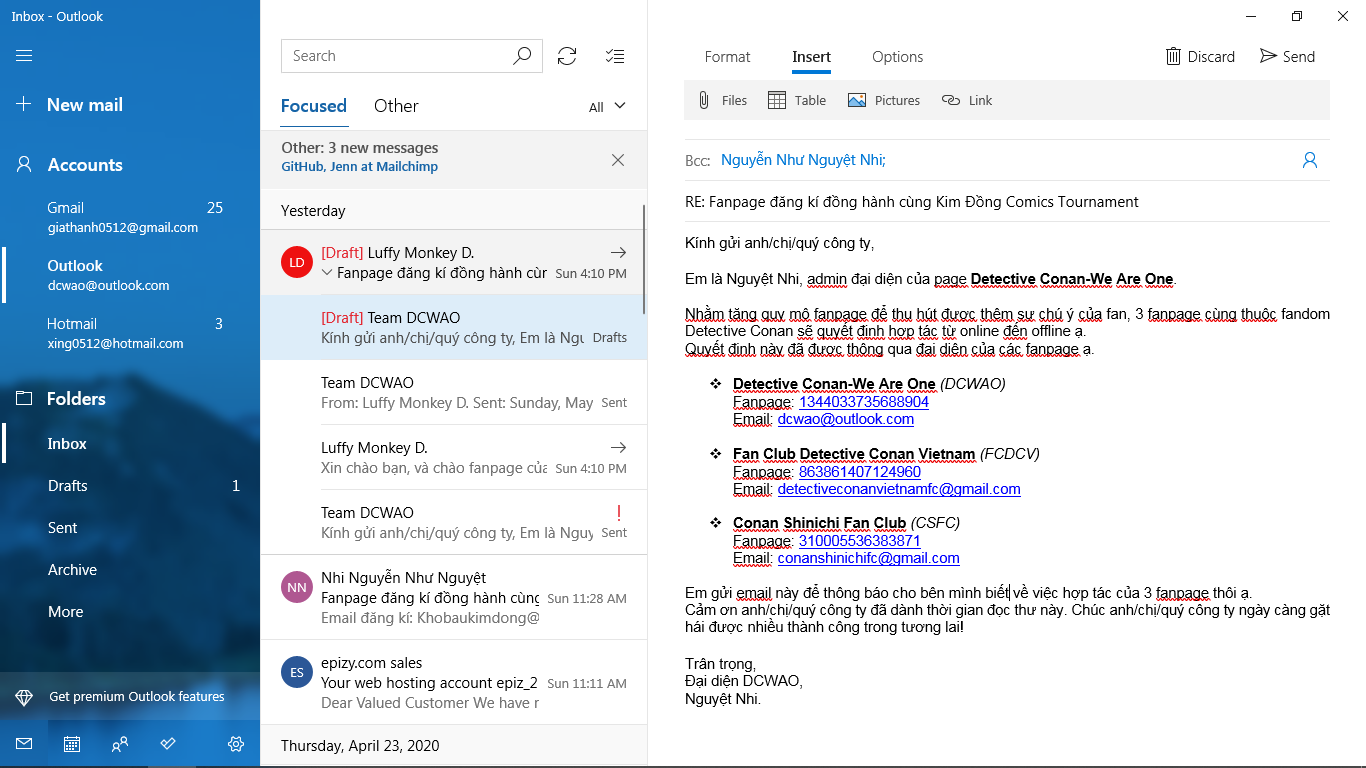 Inbox - Outlook
New mail
Accounts
Gmail 25
giathanh0512@gmail.com
Outlook
dcwao@outlook.com
Hotmail 3
xing0512@hotmail.com
Folders
Inbox
Drafts 1
Sent
Archive
More
Get premium Outlook features
Search
Focused Other All
Other: 3 new messages
GitHub, Jenn at Mailchimp
Yesterday
LD
[Draft] Luffy Monkey D.
Fanpage đăng kí đồng hành cùn Sun 4:10 PM
[Draft] Team DCWAO
Kính gửi anh/chị/quý công ty, Em là Ngu Drafts
Team DCWAO
From: Luffy Monkey D. Sent: Sunday, May Sent
Luffy Monkey D.
Xin chào bạn, và chào fanpage của Sun 4:10 PM
Team DCWAO !
Kính gửi anh/chị/quý công ty, Em là Nguy Sent
NN
Nhi Nguyễn Như Nguyệt
Fanpage đăng kí đồng hành cùng Sun 11:28 AM
Email đăng kí: Khobaukimdong@
ES
epizy.com sales
Your web hosting account epiz_2 Sun 11:11 AM
Dear Valued Customer We have r
Thursday, April 23, 2020
Format Insert Options Discard Send
Files Table Pictures Link
Bcc: Nguyễn Như Nguyệt Nhi;
RE: Fanpage đăng kí đồng hành cùng Kim Đồng Comics Tournament
Kính gửi anh/chị/quý công ty,
Em là Nguyệt Nhi, admin đại diện của page Detective Conan-We Are One.
Nhằm tăng quy mô fanpage để thu hút được thêm sự chú ý của fan, 3 fanpage cùng thuộc fandom
Detective Conan sẽ quyết định hợp tác từ online đến offline ạ.
Quyết định này đã được thông qua đại diện của các fanpage ạ.
❖ Detective Conan-We Are One (DCWAO)
Fanpage: 1344033735688904
Email: dcwao@outlook.com
❖ Fan Club Detective Conan Vietnam (FCDCV)
Fanpage: 863861407124960
Email: detectiveconanvietnamfc@gmail.com
❖ Conan Shinichi Fan Club (CSFC)
Fanpage: 310005536383871
Email: conanshinichifc@gmail.com
Em gửi email này để thông báo cho bên mình biết về việc hợp tác của 3 fanpage thôi ạ.
Cảm ơn anh/chị/quý công ty đã dành thời gian đọc thư này. Chúc anh/chị/quý công ty ngày càng gặt
hái được nhiều thành công trong tương lai!
Trân trọng,
Đại diện DCWAO,
Nguyệt Nhi.